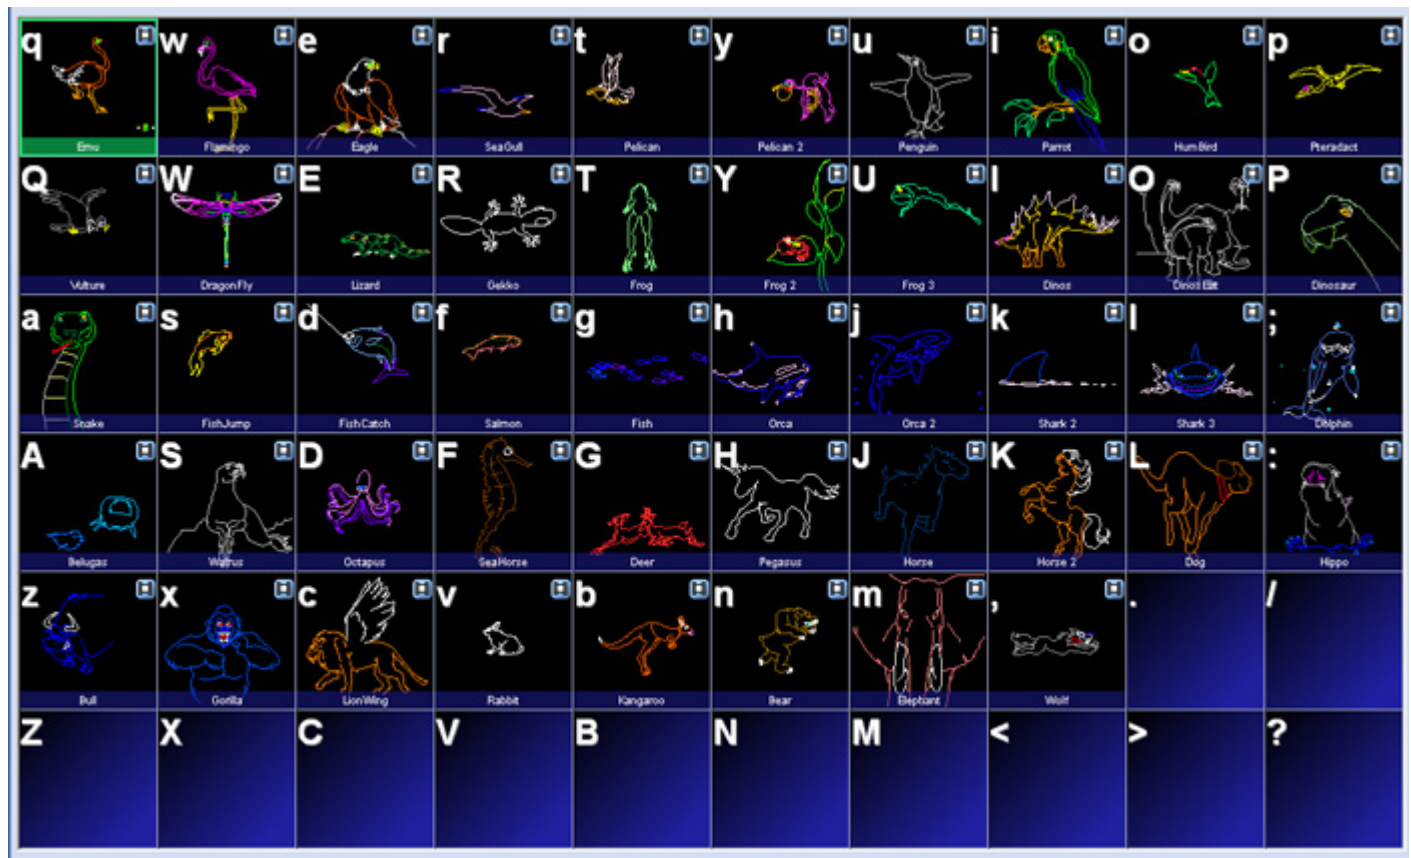 q w e r t y u i o p
Emu Flamingo Eagle SeaGull Pelican Pelican 2 Penguin Parrot HumBird Pteradact
Q W E R T Y U I O P
Vulture DragonFly Lizard Gekko Frog Frog 2 Frog 3 Dinos Dinos Eat Dinosaur
a s d f g h j k l ;
Snake FishJump FishCatch Salmon Fish Orca Orca 2 Shark 2 Shark 3 Dolphin
A S D F G H J K L :
Belugas Walrus Octapus SeaHorse Deer Pegasus Horse Horse 2 Dog Hippo
z x c v b n m , . /
Bull Gorilla LionWing Rabbit Kangaroo Bear Elephant Wolf
Z X C V B N M < > ?